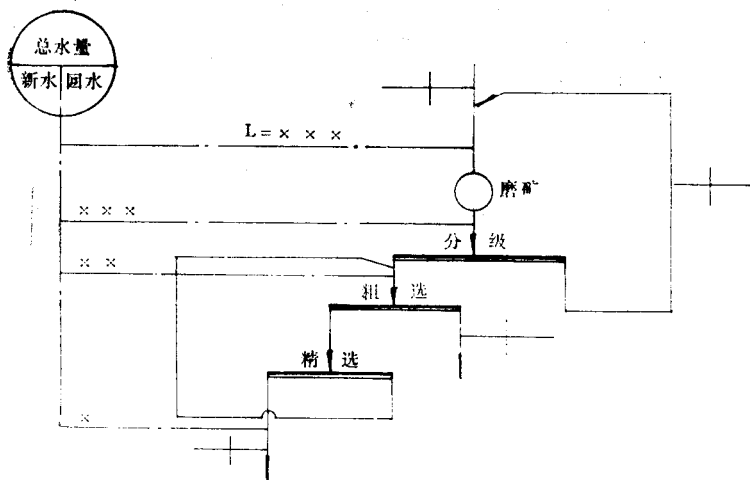 总水量
新水 回水
L = × × ×
磨矿
× × ×
分 级
× ×
粗 选
精 选
×